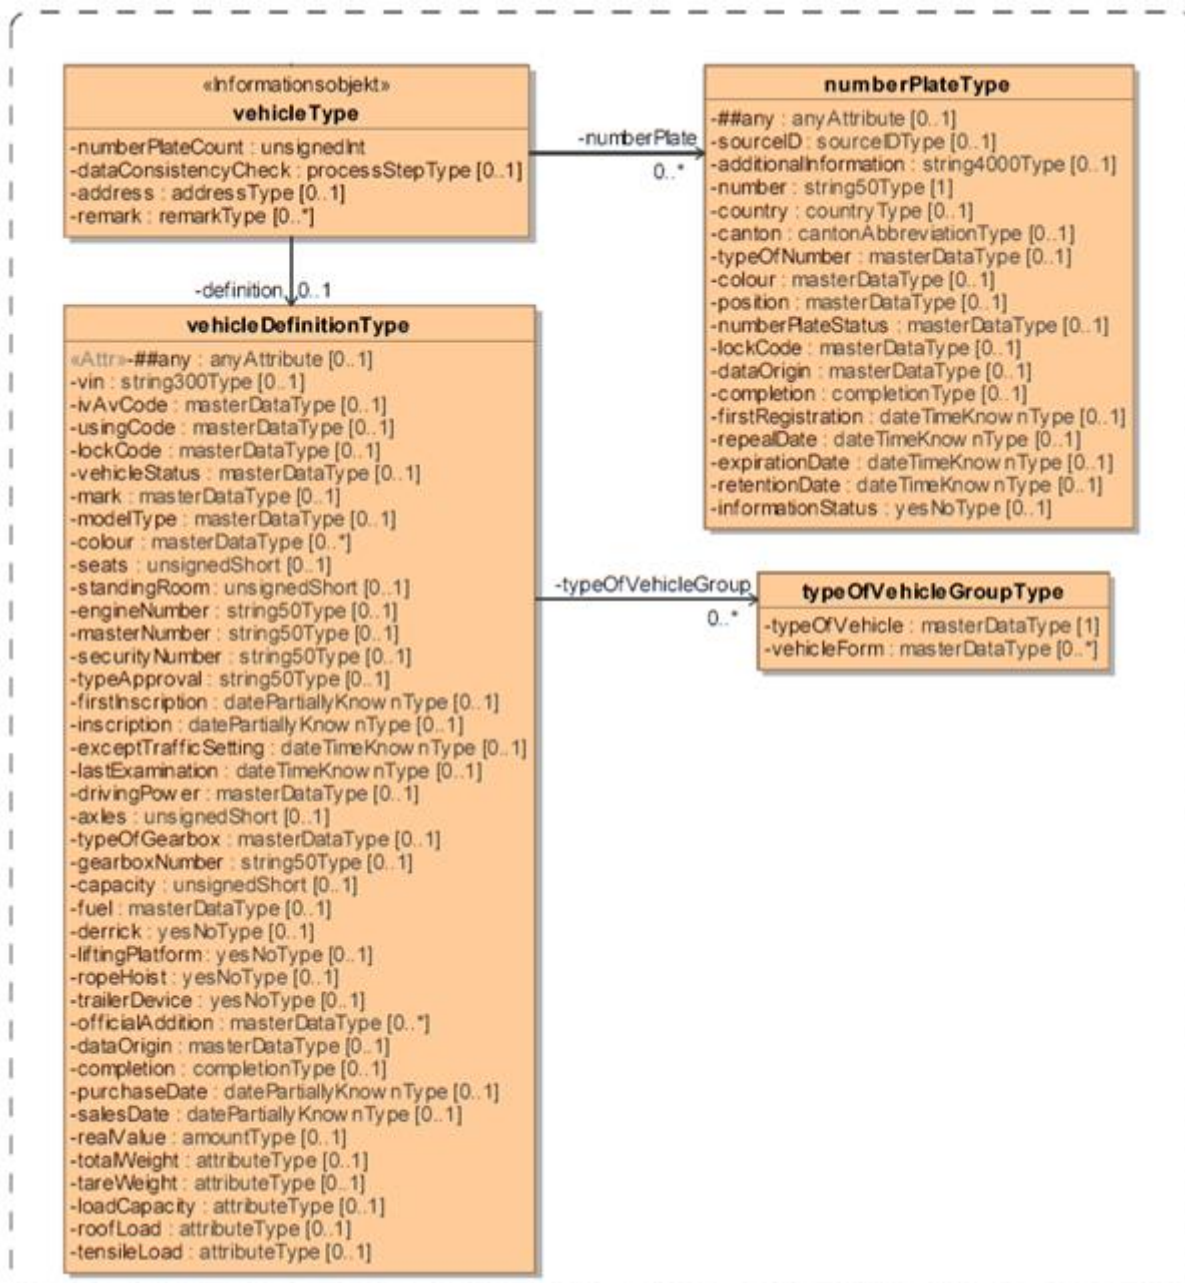 «Informationsobjekt»
vehicleType
-numberPlateCount : unsignedInt
-dataConsistencyCheck : processStepType [0..1]
-address : addressType [0..1]
-remark : remarkType [0..*]
-numberPlate
0..*
numberPlateType
-##any : anyAttribute [0..1]
-sourceID : sourceIDType [0..1]
-additionalInformation : string4000Type [0..1]
-number : string50Type [1]
-country : countryType [0..1]
-canton : cantonAbbreviationType [0..1]
-typeOfNumber : masterDataType [0..1]
-colour : masterDataType [0..1]
-position : masterDataType [0..1]
-numberPlateStatus : masterDataType [0..1]
-lockCode : masterDataType [0..1]
-dataOrigin : masterDataType [0..1]
-completion : completionType [0..1]
-firstRegistration : dateTimeKnownType [0..1]
-repealDate : dateTimeKnownType [0..1]
-expirationDate : dateTimeKnownType [0..1]
-retentionDate : dateTimeKnownType [0..1]
-informationStatus : yesNoType [0..1]
-definition 0..1
vehicleDefinitionType
«Attr»-##any : anyAttribute [0..1]
-vin : string300Type [0..1]
-ivAvCode : masterDataType [0..1]
-usingCode : masterDataType [0..1]
-lockCode : masterDataType [0..1]
-vehicleStatus : masterDataType [0..1]
-mark : masterDataType [0..1]
-modelType : masterDataType [0..1]
-colour : masterDataType [0..*]
-seats : unsignedShort [0..1]
-standingRoom : unsignedShort [0..1]
-engineNumber : string50Type [0..1]
-masterNumber : string50Type [0..1]
-securityNumber : string50Type [0..1]
-typeApproval : string50Type [0..1]
-firstInscription : datePartiallyKnownType [0..1]
-inscription : datePartiallyKnownType [0..1]
-exceptTrafficSetting : dateTimeKnownType [0..1]
-lastExamination : dateTimeKnownType [0..1]
-drivingPower : masterDataType [0..1]
-axles : unsignedShort [0..1]
-typeOfGearbox : masterDataType [0..1]
-gearboxNumber : string50Type [0..1]
-capacity : unsignedShort [0..1]
-fuel : masterDataType [0..1]
-derrick : yesNoType [0..1]
-liftingPlatform : yesNoType [0..1]
-ropeHoist : yesNoType [0..1]
-trailerDevice : yesNoType [0..1]
-officialAddition : masterDataType [0..*]
-dataOrigin : masterDataType [0..1]
-completion : completionType [0..1]
-purchaseDate : datePartiallyKnownType [0..1]
-salesDate : datePartiallyKnownType [0..1]
-realValue : amountType [0..1]
-totalWeight : attributeType [0..1]
-tareWeight : attributeType [0..1]
-loadCapacity : attributeType [0..1]
-roofLoad : attributeType [0..1]
-tensileLoad : attributeType [0..1]
-typeOfVehicleGroup
0..*
typeOfVehicleGroupType
-typeOfVehicle : masterDataType [1]
-vehicleForm : masterDataType [0..*]